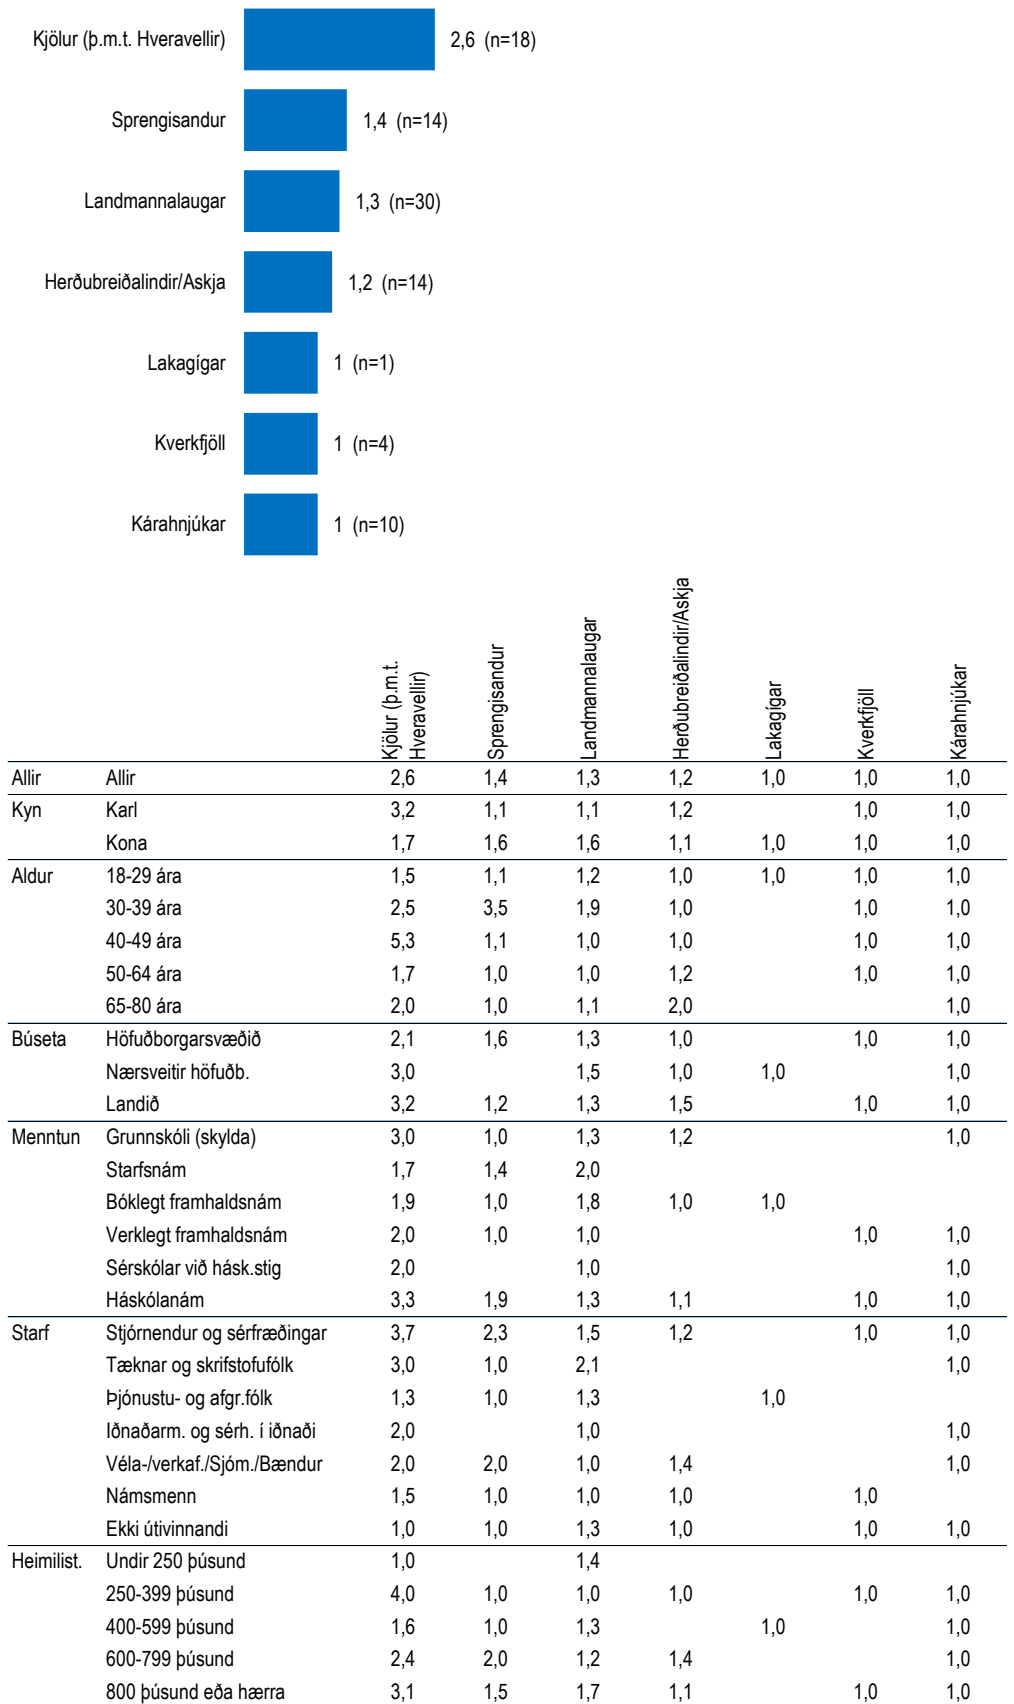 Kjölur (þ.m.t. Hveravellir) 2,6 (n=18)
Sprengisandur 1,4 (n=14)
Landmannalaugar 1,3 (n=30)
Herðubreiðalindir/Askja 1,2 (n=14)
Lakagígar 1 (n=1)
Kverkfjöll 1 (n=4)
Kárahnjúkar 1 (n=10)
Kjölur (þ.m.t.
Hveravellir)
Sprengisandur
Landmannalaugar
Herðubreiðalindir/Askja
Lakagígar
Kverkfjöll
Kárahnjúkar
Allir Allir 2,6 1,4 1,3 1,2 1,0 1,0 1,0
Kyn Karl 3,2 1,1 1,1 1,2 1,0 1,0
Kona 1,7 1,6 1,6 1,1 1,0 1,0 1,0
Aldur 18-29 ára 1,5 1,1 1,2 1,0 1,0 1,0 1,0
30-39 ára 2,5 3,5 1,9 1,0 1,0 1,0
40-49 ára 5,3 1,1 1,0 1,0 1,0 1,0
50-64 ára 1,7 1,0 1,0 1,2 1,0 1,0
65-80 ára 2,0 1,0 1,1 2,0 1,0
Búseta Höfuðborgarsvæðið 2,1 1,6 1,3 1,0 1,0 1,0
Nærsveitir höfuðb. 3,0 1,5 1,0 1,0 1,0
Landið 3,2 1,2 1,3 1,5 1,0 1,0
Menntun Grunnskóli (skylda) 3,0 1,0 1,3 1,2 1,0
Starfsnám 1,7 1,4 2,0
Bóklegt framhaldsnám 1,9 1,0 1,8 1,0 1,0
Verklegt framhaldsnám 2,0 1,0 1,0 1,0 1,0
Sérskólar við hásk.stig 2,0 1,0 1,0
Háskólanám 3,3 1,9 1,3 1,1 1,0 1,0
Starf Stjórnendur og sérfræðingar 3,7 2,3 1,5 1,2 1,0 1,0
Tæknar og skrifstofufólk 3,0 1,0 2,1 1,0
Þjónustu- og afgr.fólk 1,3 1,0 1,3 1,0
Iðnaðarm. og sérh. í iðnaði 2,0 1,0 1,0
Véla-/verkaf./Sjóm./Bændur 2,0 2,0 1,0 1,4 1,0
Námsmenn 1,5 1,0 1,0 1,0 1,0
Ekki útivinnandi 1,0 1,0 1,3 1,0 1,0 1,0
Heimilist. Undir 250 þúsund 1,0 1,4
250-399 þúsund 4,0 1,0 1,0 1,0 1,0 1,0
400-599 þúsund 1,6 1,0 1,3 1,0 1,0
600-799 þúsund 2,4 2,0 1,2 1,4 1,0
800 þúsund eða hærra 3,1 1,5 1,7 1,1 1,0 1,0